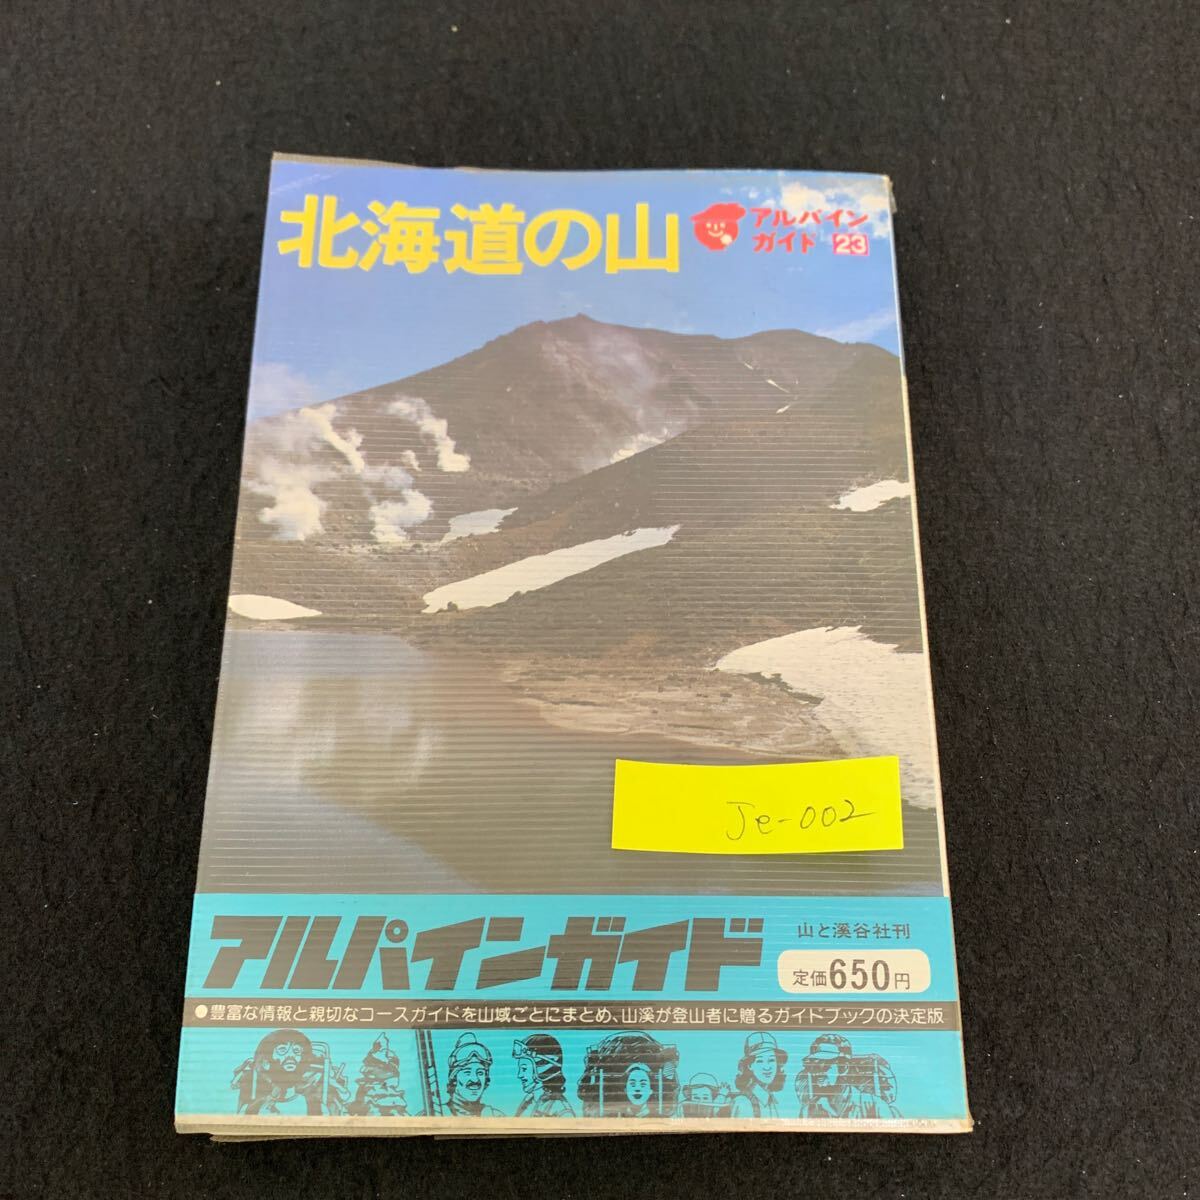 北海道の山
アルパイン
ガイド 23
Je-002
アルパインガイド
山と溪谷社刊
定価650円
●豊富な情報と親切なコースガイドを山域ごとにまとめ、山溪が登山者に贈るガイドブックの決定版